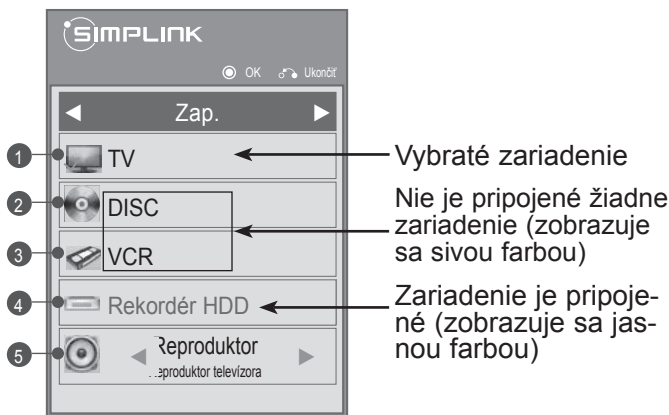 SIMPLINK
OK Ukončiť
Zap.
1 TV
Vybraté zariadenie
2 DISC
3 VCR
Nie je pripojené žiadne
zariadenie (zobrazuje
sa sivou farbou)
4 Rekordér HDD
Zariadenie je pripoje-
né (zobrazuje sa jas-
nou farbou)
5 Reproduktor
eproduktor televízora